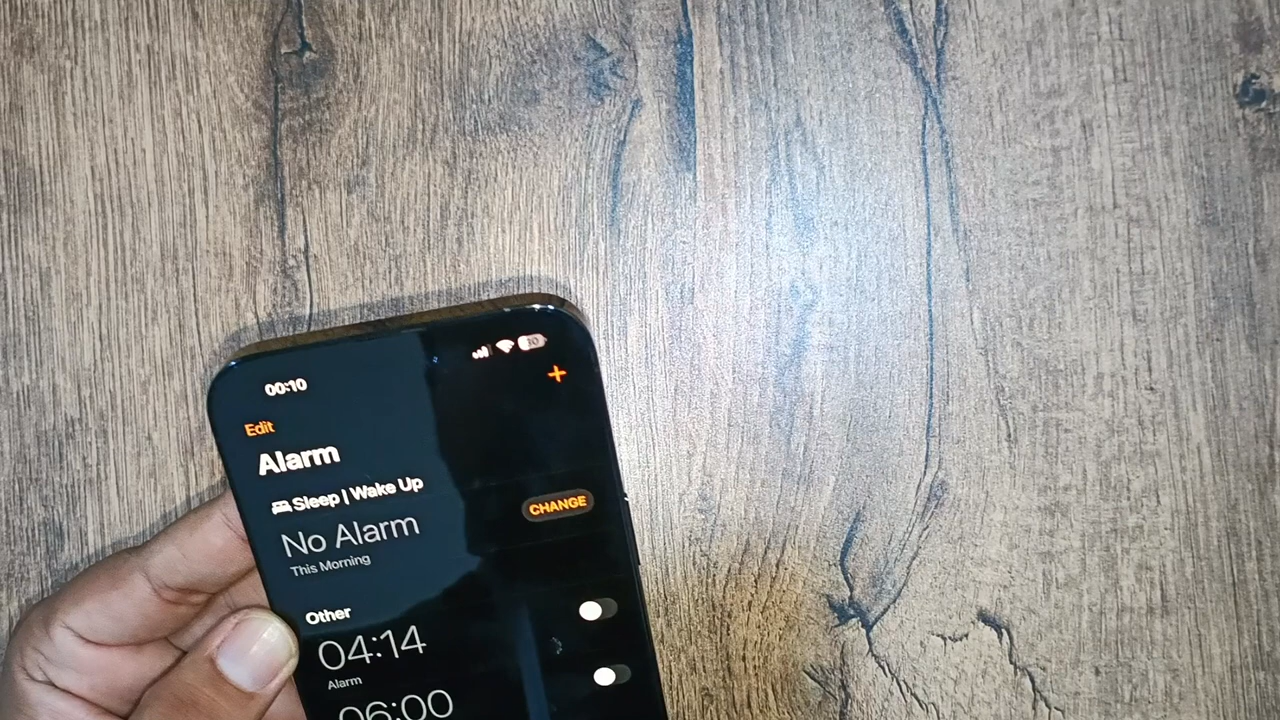 00:10
Edit
Alarm
Sleep | Wake Up
No Alarm
CHANGE
This Morning
Other
04:14
Alarm
06:00